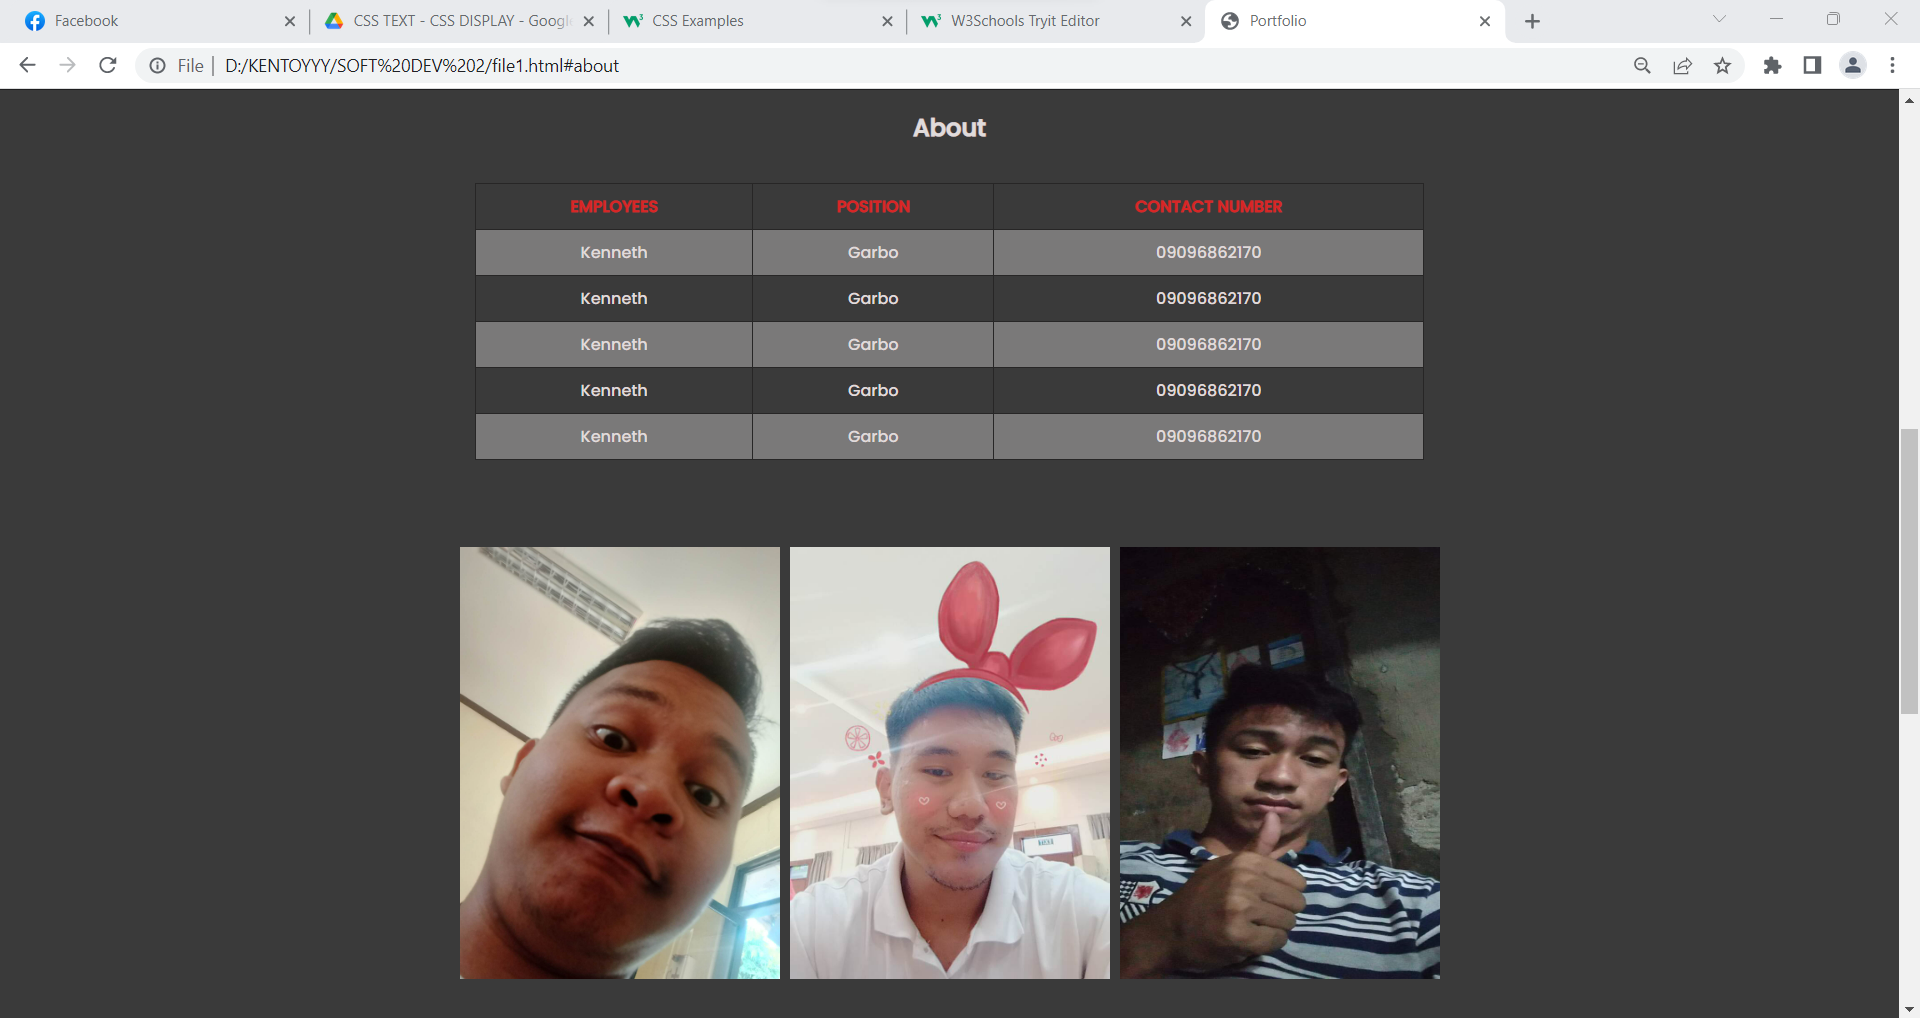 Facebook
CSS TEXT - CSS DISPLAY - Google
CSS Examples
W3Schools Tryit Editor
Portfolio
File D:/KENTOYYY/SOFT%20DEV%202/file1.html#about
About
EMPLOYEES POSITION CONTACT NUMBER
Kenneth Garbo 09096862170
Kenneth Garbo 09096862170
Kenneth Garbo 09096862170
Kenneth Garbo 09096862170
Kenneth Garbo 09096862170